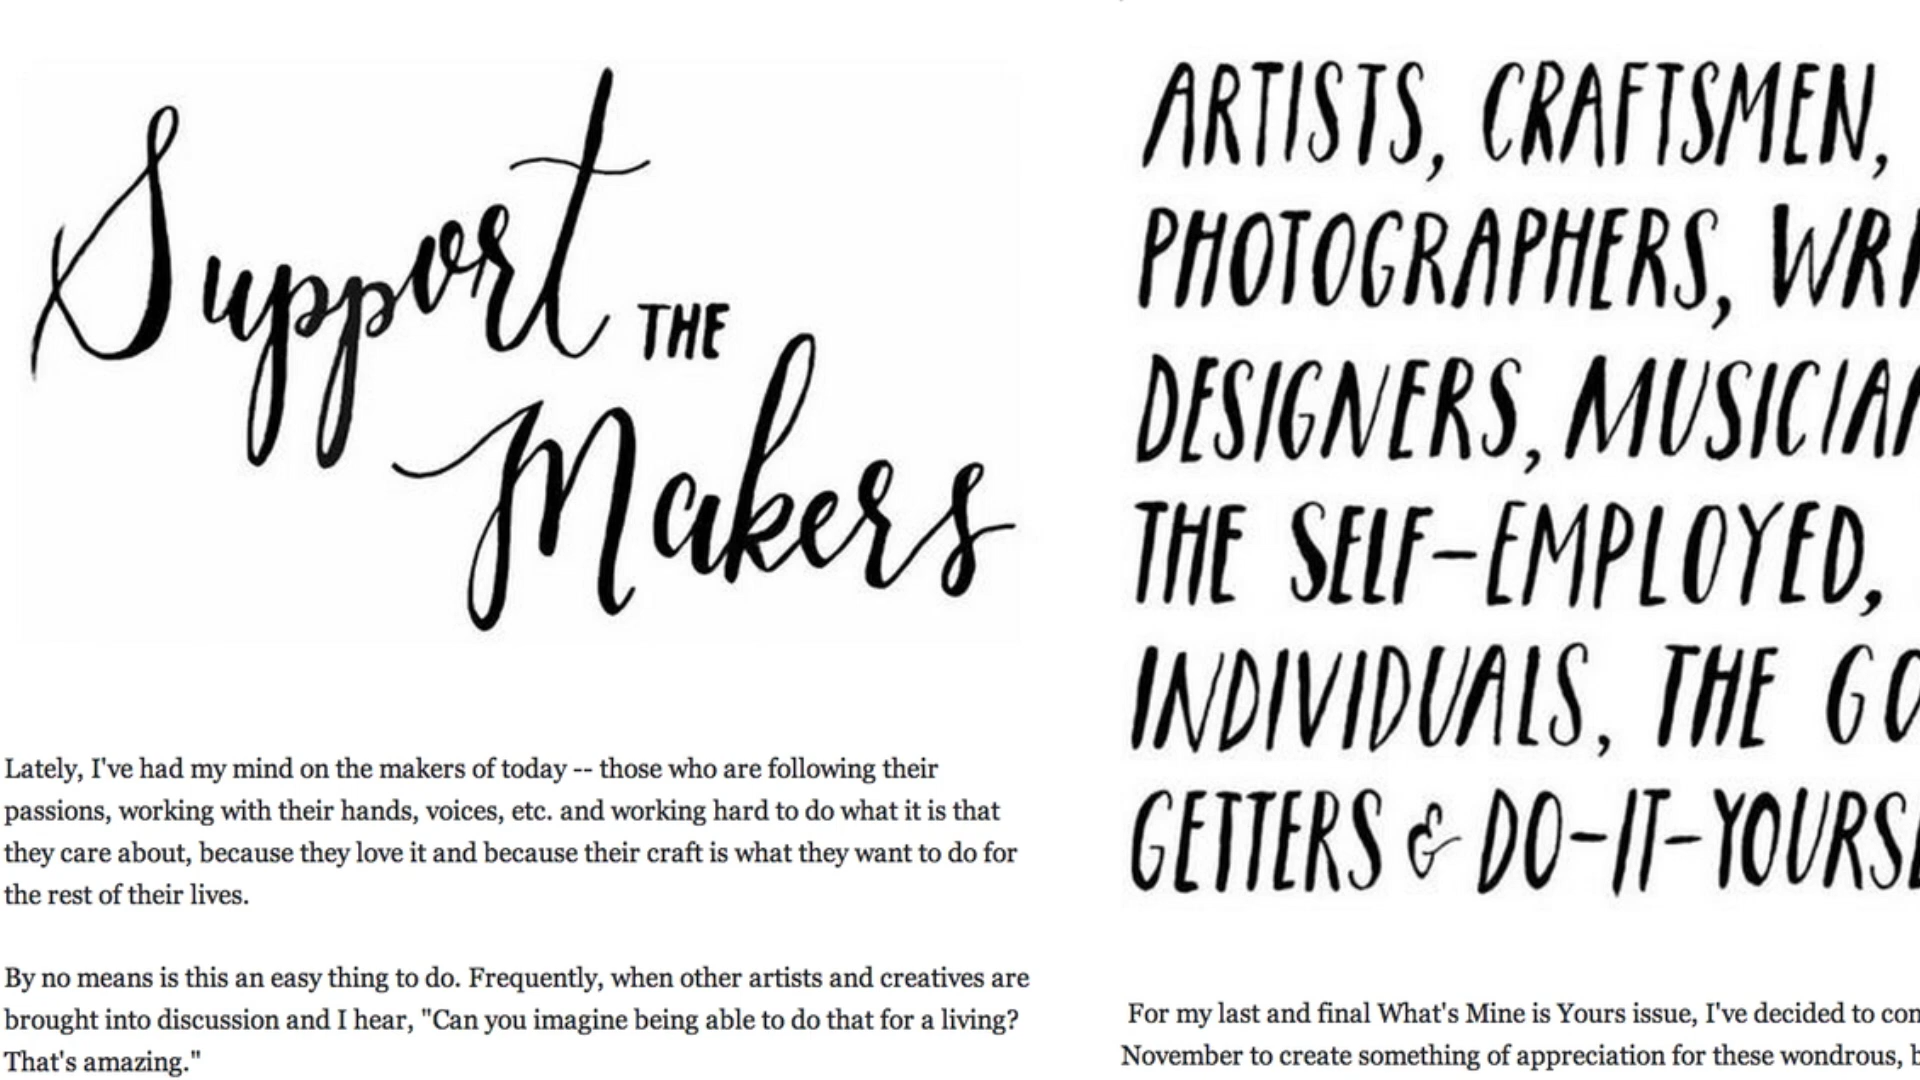 Support
THE
Makers
Lately, I've had my mind on the makers of today -- those who are following their
passions, working with their hands, voices, etc. and working hard to do what it is that
they care about, because they love it and because their craft is what they want to do for
the rest of their lives.
By no means is this an easy thing to do. Frequently, when other artists and creatives are
brought into discussion and I hear, "Can you imagine being able to do that for a living?
That's amazing."
ARTISTS, CRAFTSMEN,
PHOTOGRAPHERS,
DESIGNERS,
THE SELF-EMPLOYED,
INDIVIDUALS, THE
GETTERS & DO-IT-
For my last and final What's Mine is Yours issue, I've decided to
November to create something of appreciation for these wondrous,